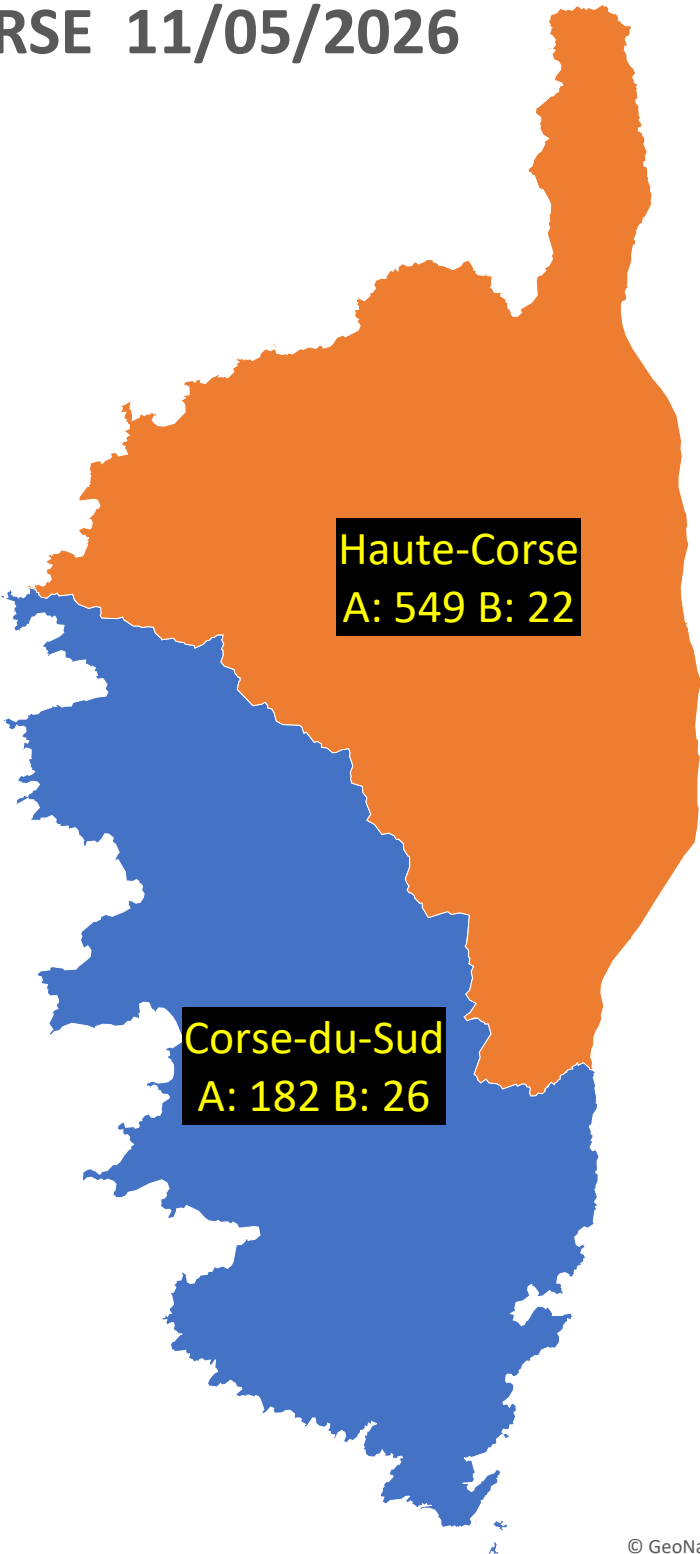 RSE 11/05/2026
Haute-Corse
A: 549 B: 22
Corse-du-Sud
A: 182 B: 26
© GeoNa